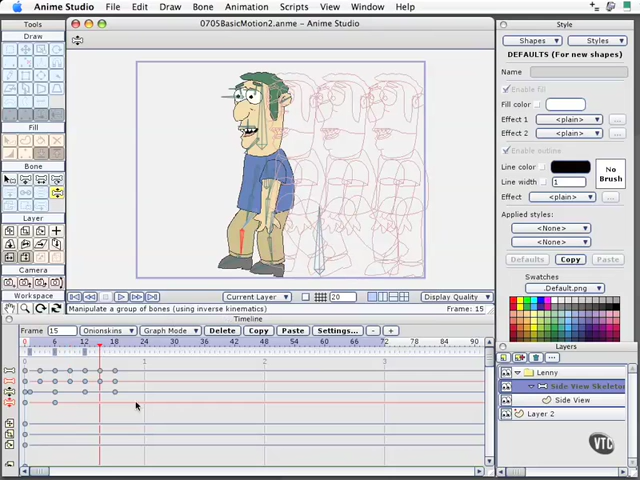 Anime Studio File Edit Draw Bone Animation Scripts View Window Help
0705BasicMotion2.anme - Anime Studio
Tools
Draw
Fill
Bone
Layer
Camera
Workspace
Current Layer 20 Display Quality
Manipulate a group of bones (using inverse kinematics) Frame: 15
Timeline
Frame 15 Onionskins Graph Mode Delete Copy Paste Settings... - +
0 6 12 18 24 30 36 42 48 54 60 66 72 78 84 90
0 1 2 3
Style
Shapes Styles
DEFAULTS (For new shapes)
Name
Enable fill
Fill color
Effect 1 <plain> ...
Effect 2 <plain> ...
Enable outline
Line color
Line width 1
No Brush
Effect <plain> ...
Applied styles:
<None>
<None>
Defaults Copy Paste
Swatches
.Default.png
Layers
Lenny
Side View Skeleton
Side View
Layer 2
VTC